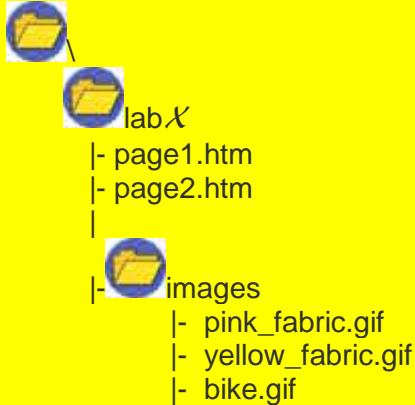 \
labX
|- page1.htm
|- page2.htm
|
|- images
|- pink_fabric.gif
|- yellow_fabric.gif
|- bike.gif